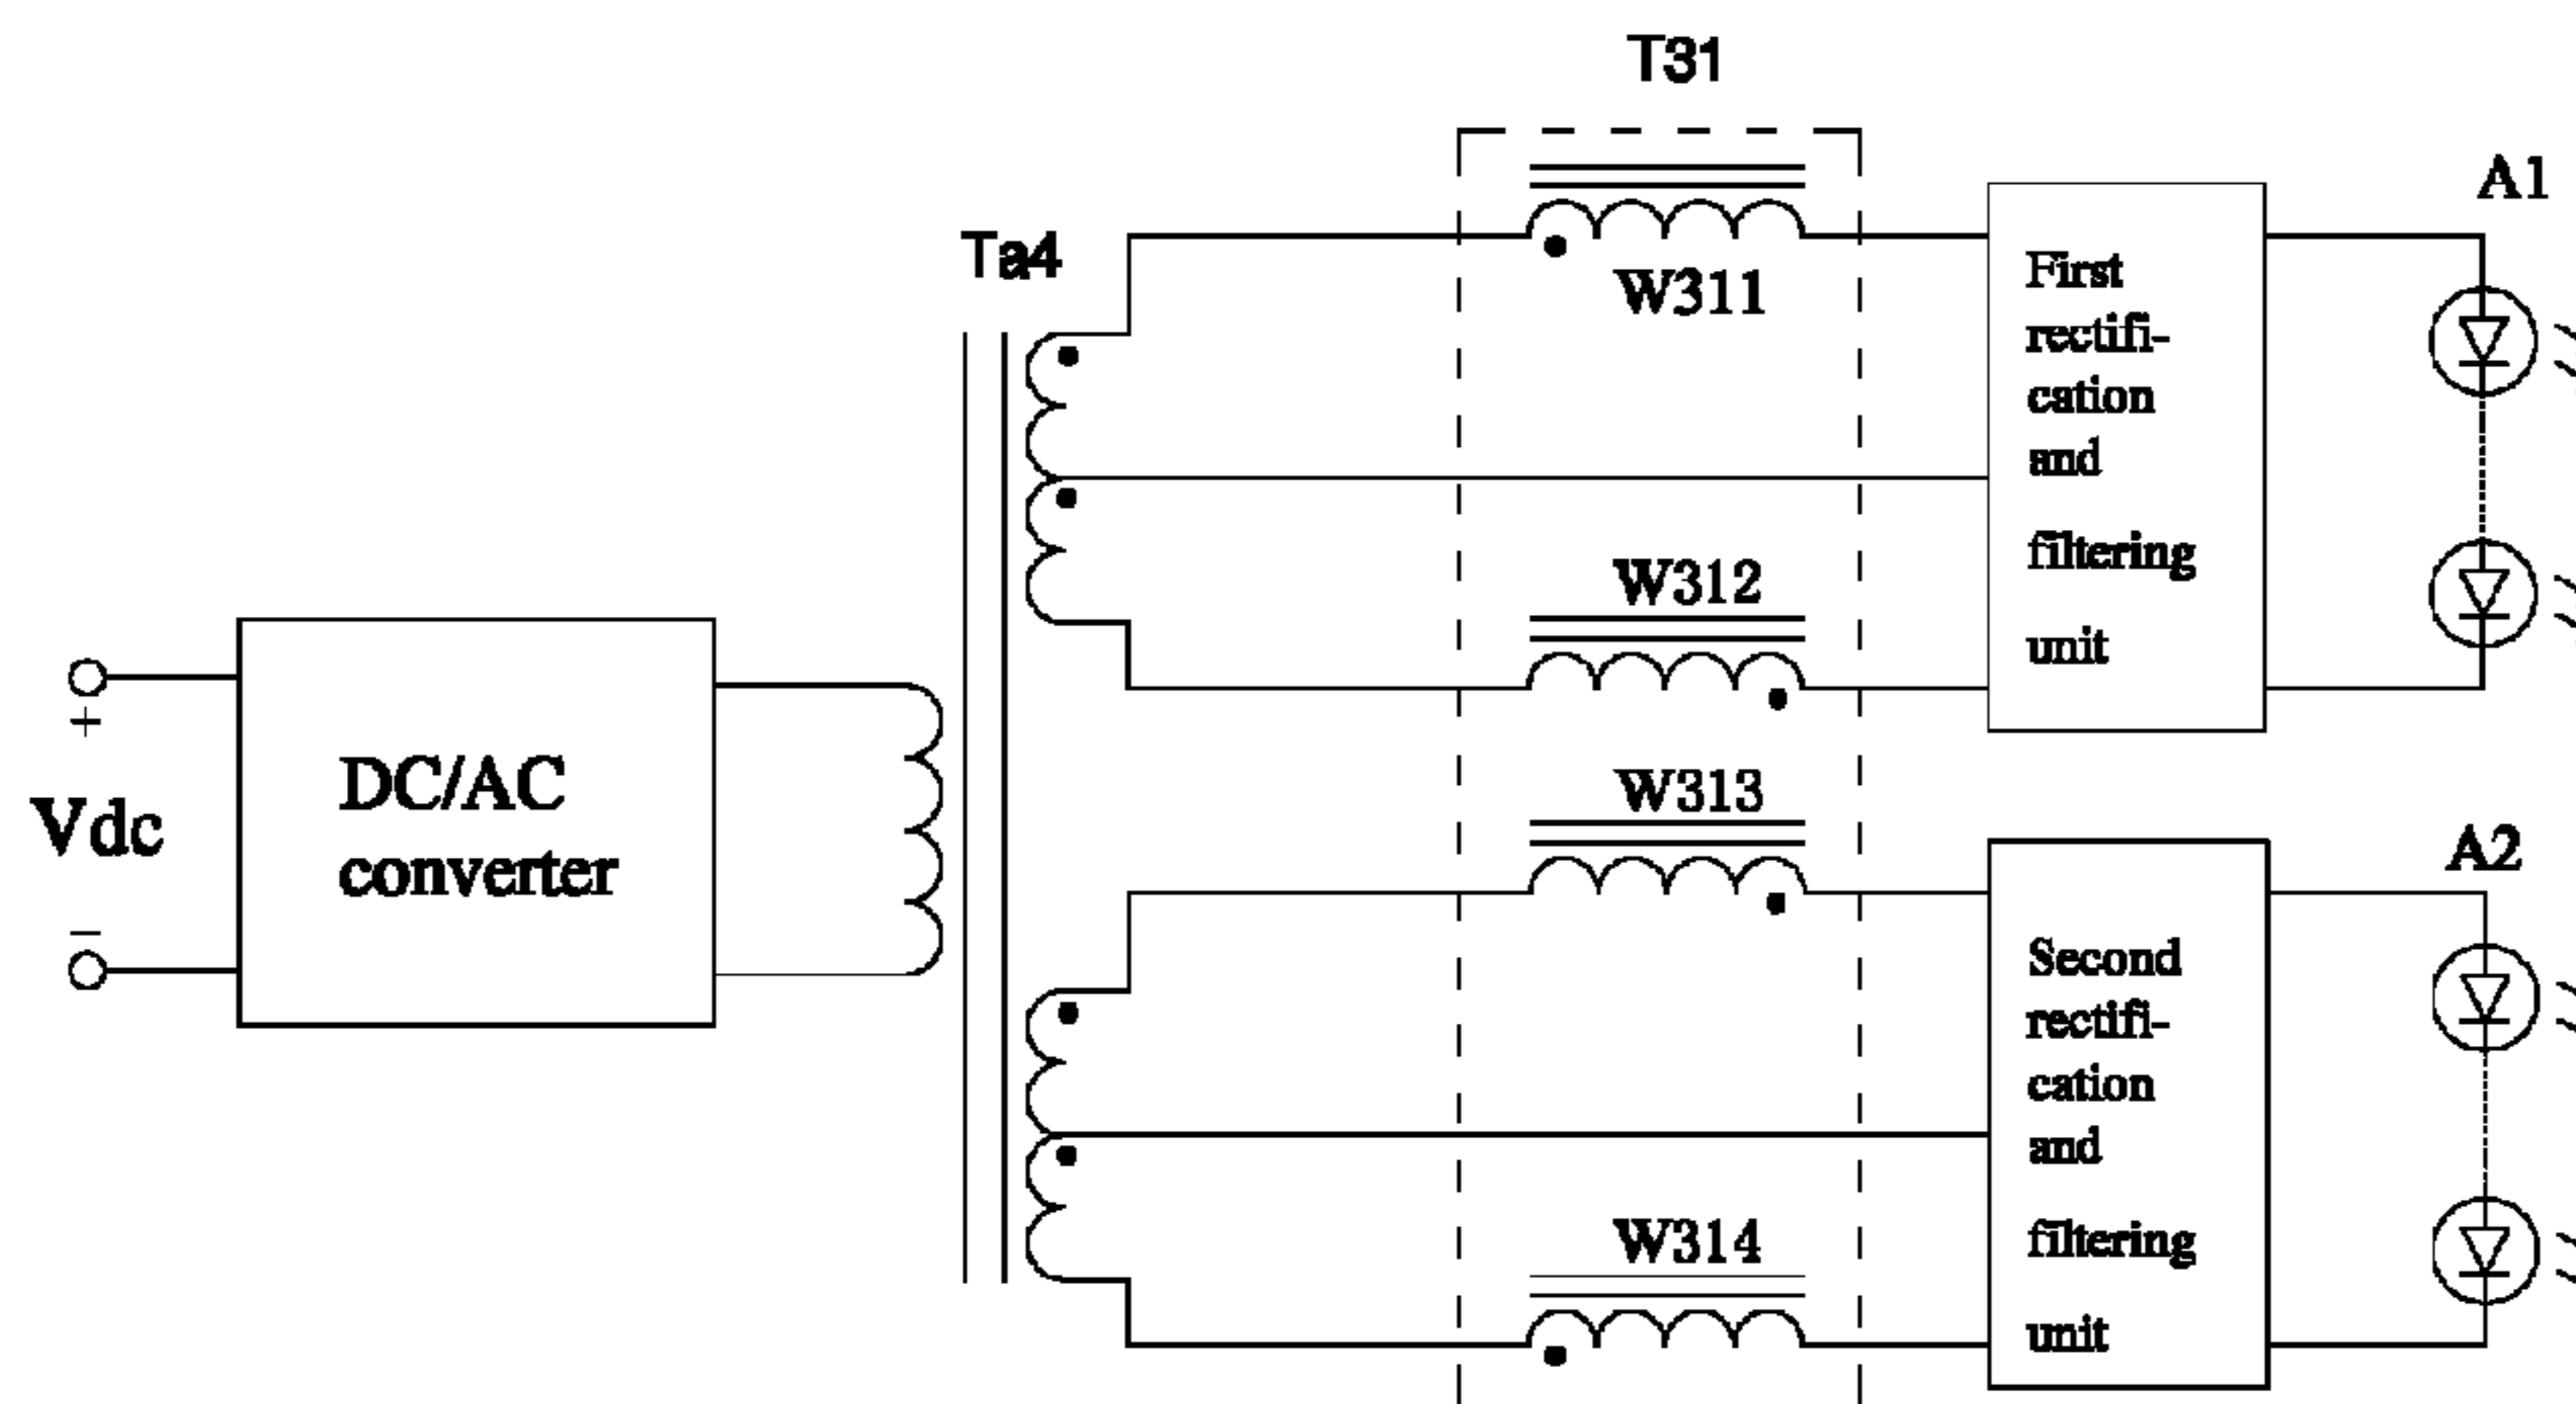 T31
A1
Ta4
W311
First
rectifi-
cation
and
filtering
unit
W312
+
Vdc
−
DC/AC
converter
W313
A2
Second
rectifi-
cation
and
filtering
unit
W314